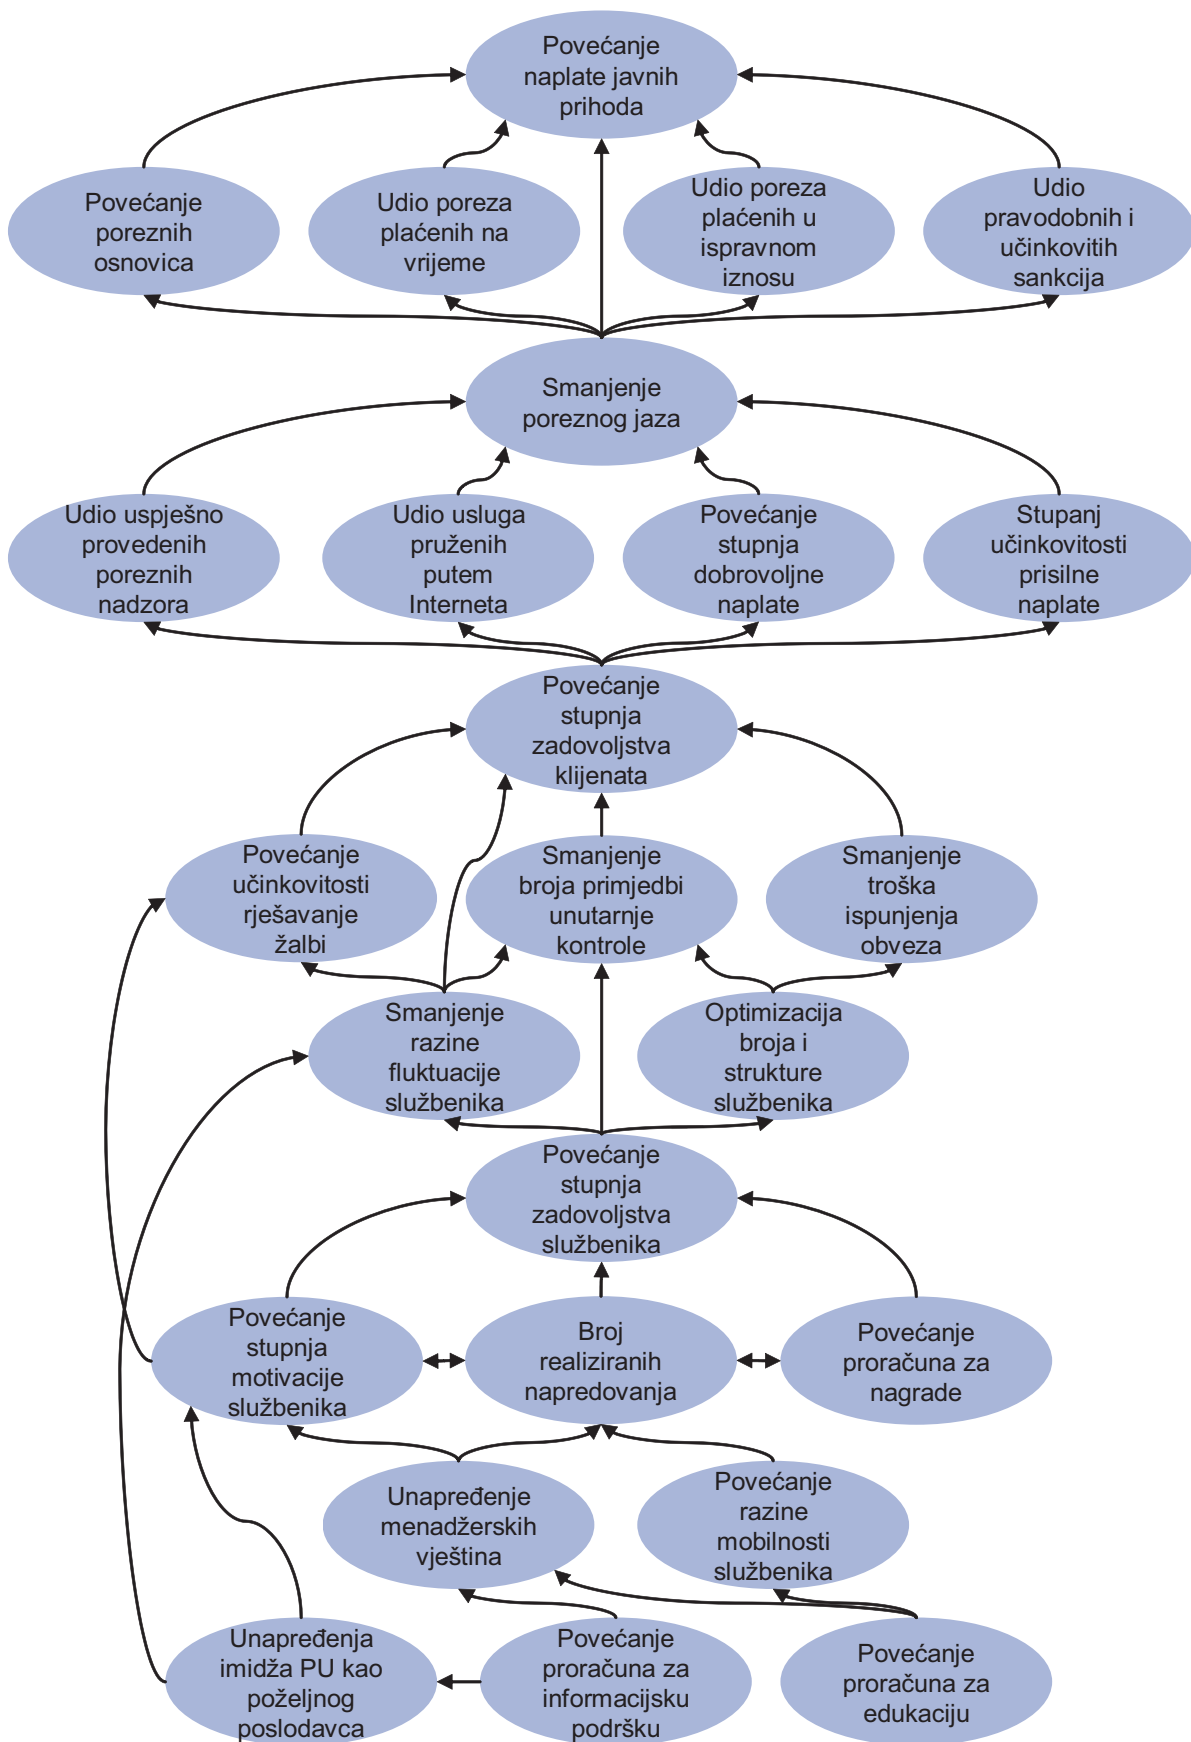 Povećanje
naplate javnih
prihoda
Povećanje
poreznih
osnovica
Udio poreza
plaćenih na
vrijeme
Udio poreza
plaćenih u
ispravnom
iznosu
Udio
pravodobnih i
učinkovitih
sankcija
Smanjenje
poreznog jaza
Udio uspješno
provedenih
poreznih
nadzora
Udio usluga
pruženih
putem
Interneta
Povećanje
stupnja
dobrovoljne
naplate
Stupanj
učinkovitosti
prisilne
naplate
Povećanje
stupnja
zadovoljstva
klijenata
Povećanje
učinkovitosti
rješavanje
žalbi
Smanjenje
broja primjedbi
unutarnje
kontrole
Smanjenje
troška
ispunjenja
obveza
Smanjenje
razine
fluktuacije
službenika
Optimizacija
broja i
strukture
službenika
Povećanje
stupnja
zadovoljstva
službenika
Povećanje
stupnja
motivacije
službenika
Broj
realiziranih
napredovanja
Povećanje
proračuna za
nagrade
Unapređenje
menadžerskih
vještina
Povećanje
razine
mobilnosti
službenika
Unapređenja
imidža PU kao
poželjnog
poslodavca
Povećanje
proračuna za
informacijsku
podršku
Povećanje
proračuna za
edukaciju